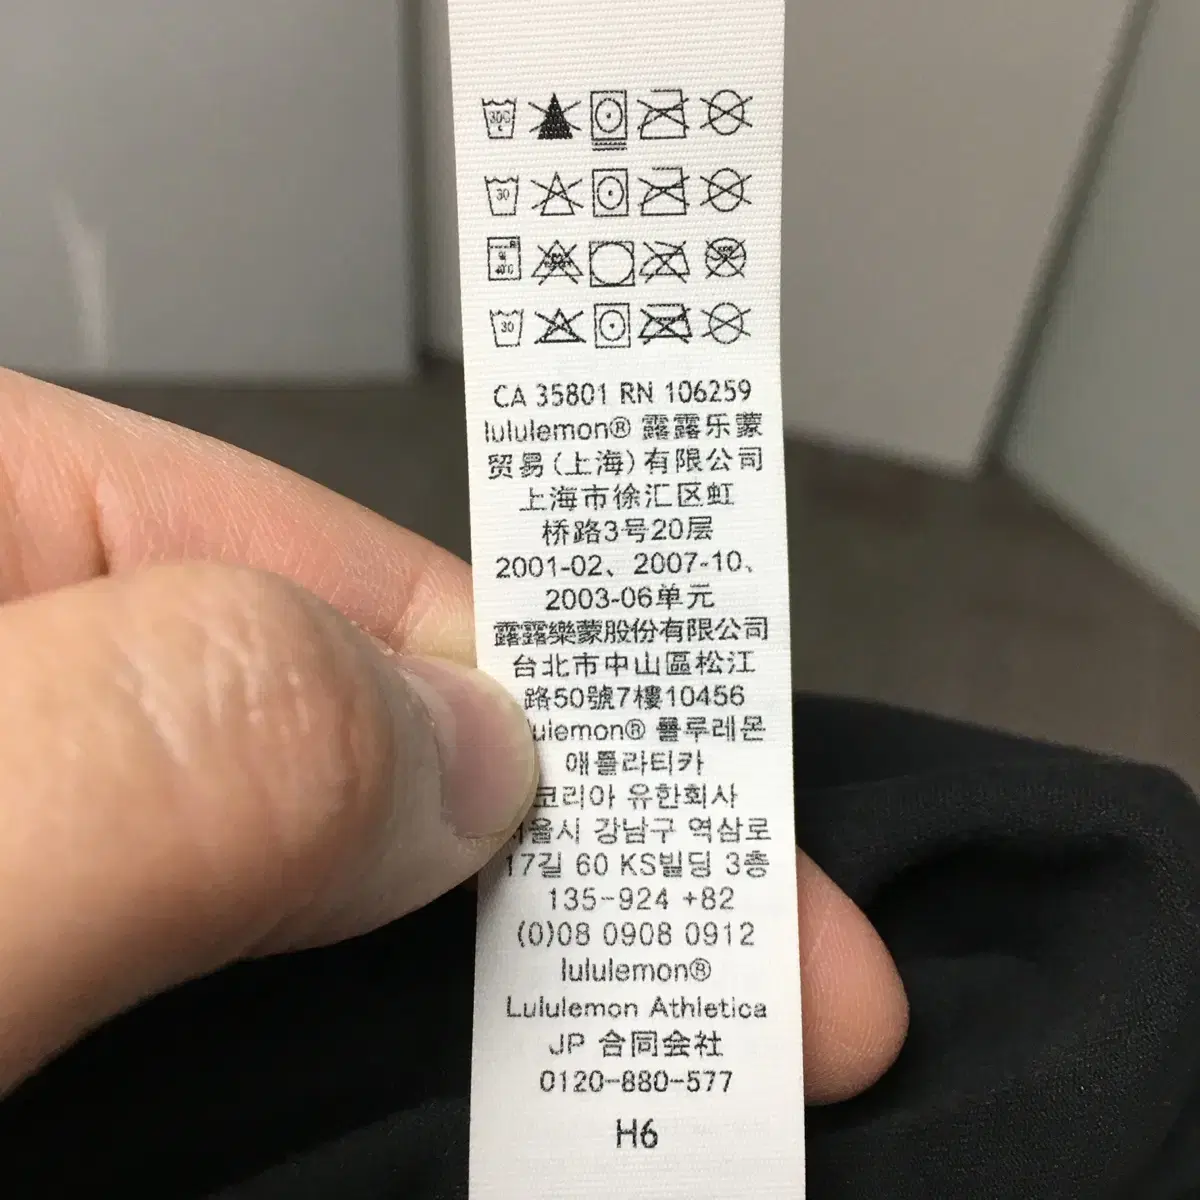 30
30
CA 35801 RN 106259
lululemon® 露露乐蒙
贸易(上海)有限公司
上海市徐汇区虹
桥路3号20层
2001-02、2007-10、
2003-06单元
露露樂蒙股份有限公司
台北市中山區松江
路50號7樓10456
lululemon® 룰루레몬
애틀라티카
코리아 유한회사
서울시 강남구 역삼로
17길 60 KS빌딩 3층
135-924 +82
(0)08 0908 0912
lululemon®
Lululemon Athletica
JP 合同会社
0120-880-577
H6